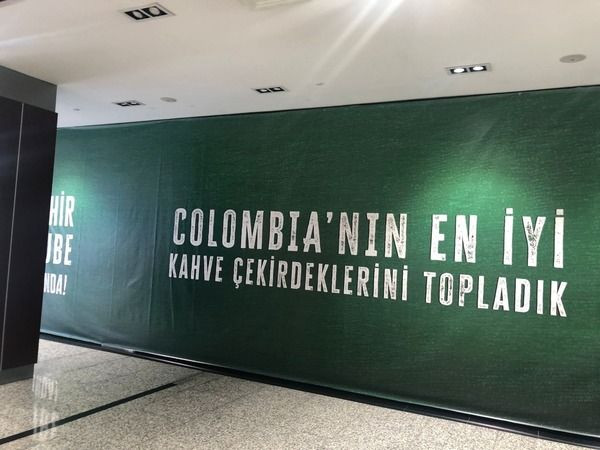 COLOMBIA'NIN EN İYİ
KAHVE ÇEKİRDEKLERİNİ TOPLADIK